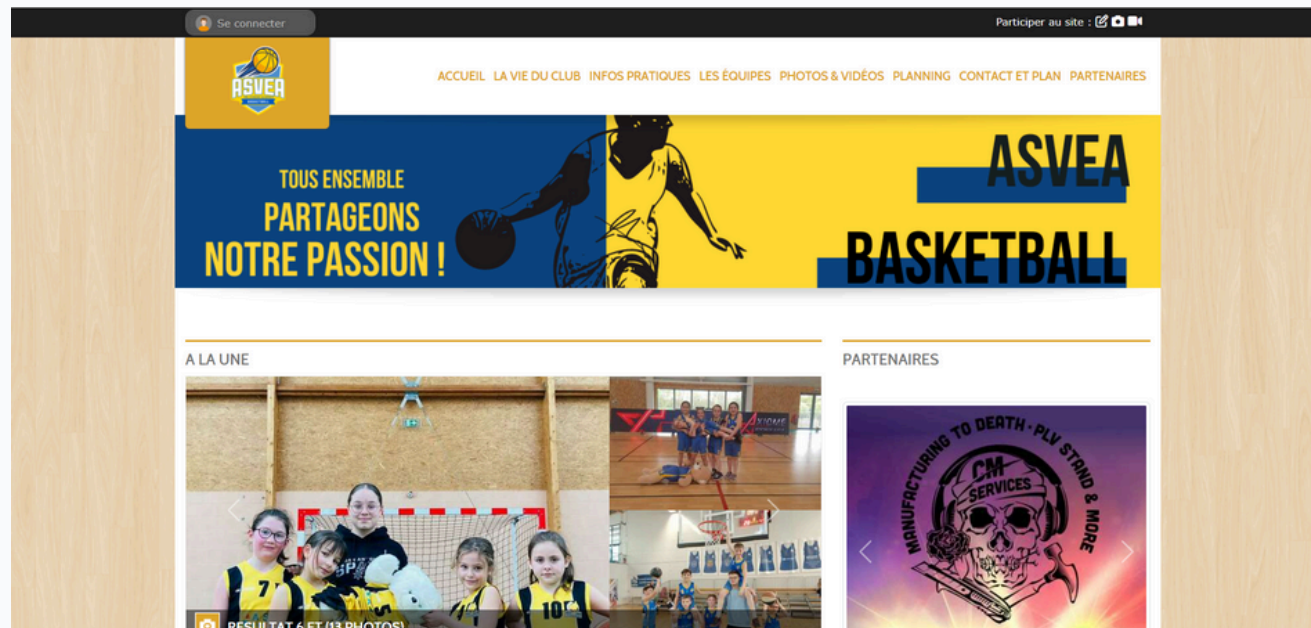 Se connecter
Participer au site :
ASVEA
ACCUEIL LA VIE DU CLUB INFOS PRATIQUES LES ÉQUIPES PHOTOS & VIDÉOS PLANNING CONTACT ET PLAN PARTENAIRES
TOUS ENSEMBLE
PARTAGEONS
NOTRE PASSION !
ASVEA
BASKETBALL
A LA UNE
PARTENAIRES
7
10
RESULTAT 6 ET (13 PHOTOS)
MANUFACTURING TO DEATH · PLV STAND & MORE
CM
SERVICES